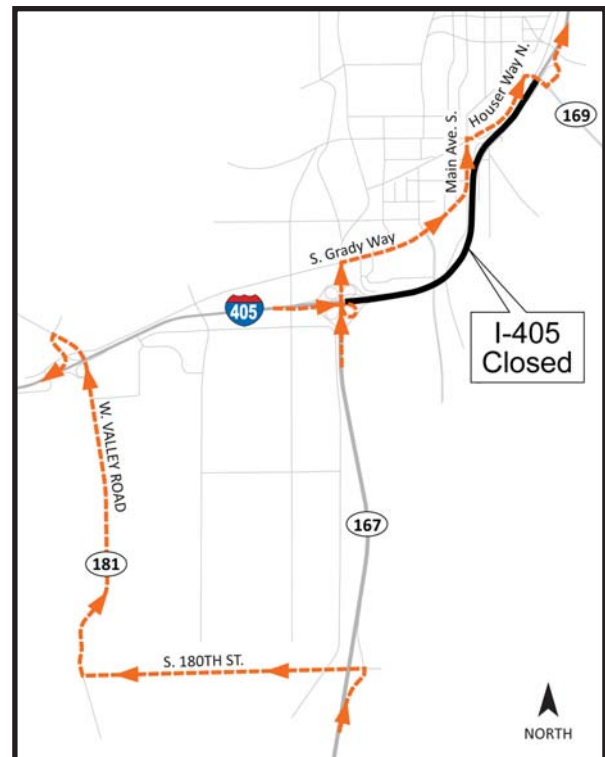 Houser Way N.
169
Main Ave. S.
S. Grady Way
405
I-405
Closed
W. VALLEY ROAD
167
181
S. 180TH ST.
NORTH